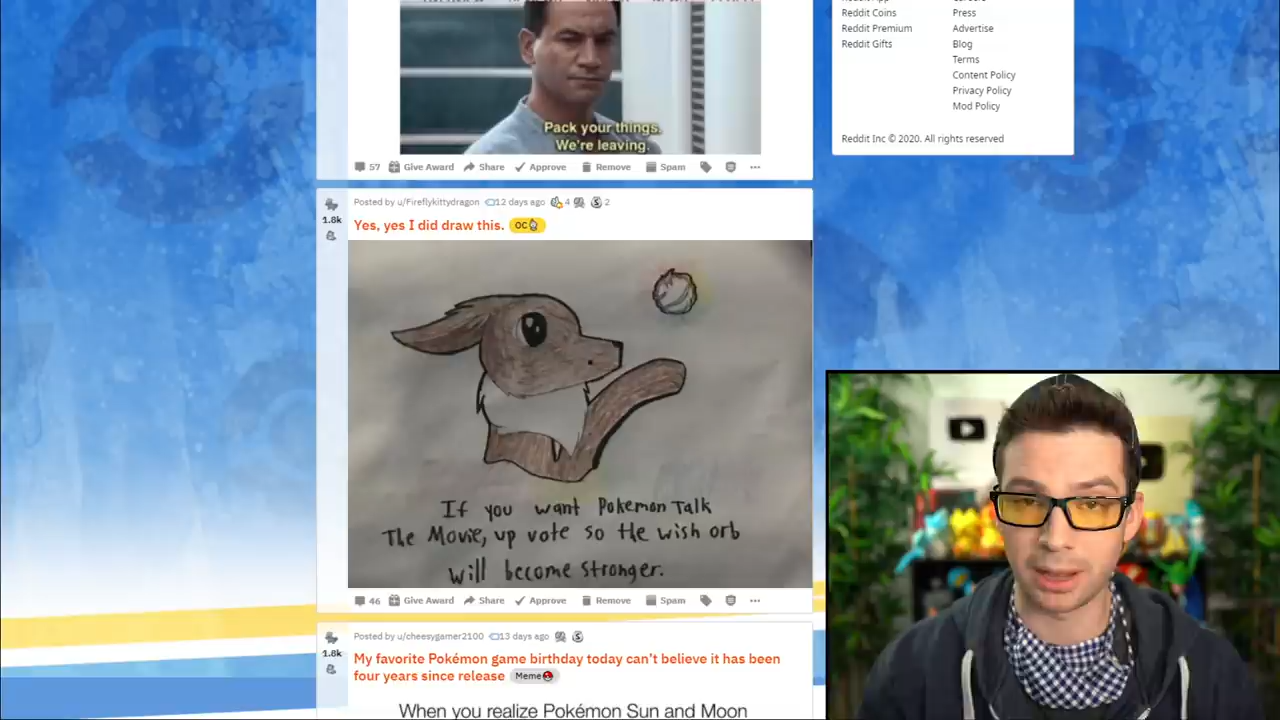 Pack your things.
We're leaving.
57 Give Award Share Approve Remove Spam
Posted by u/Fireflykittydragon 12 days ago 4 2
1.8k
Yes, yes I did draw this. OC
If you want Pokemon Talk
The Movie, up vote so the wish orb
will become stronger.
46 Give Award Share Approve Remove Spam
Posted by u/cheesygamer2100 13 days ago
1.8k
My favorite Pokémon game birthday today can't believe it has been
four years since release Meme
When you realize Pokémon Sun and Moon
Reddit Coins
Reddit Premium
Reddit Gifts
Press
Advertise
Blog
Terms
Content Policy
Privacy Policy
Mod Policy
Reddit Inc © 2020. All rights reserved